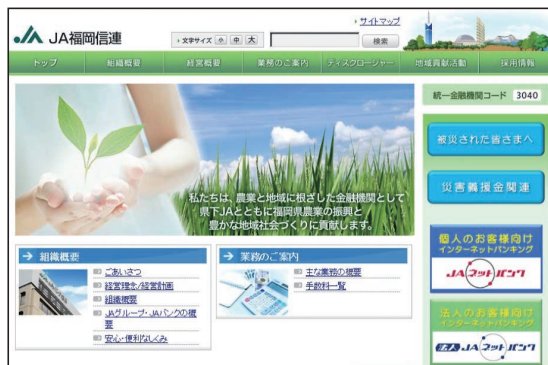 サイトマップ
JA福岡信連
文字サイズ 小 中 大
検索
トップ 組織概要 経営概要 業務のご案内 ディスクロージャー 地域貢献活動 採用情報
統一金融機関コード 3040
被災された皆さまへ
災害義援金関連
私たちは、農業と地域に根ざした金融機関として
県下JAとともに福岡県農業の振興と
豊かな地域社会づくりに貢献します。
個人のお客様向け
インターネットバンキング
JAネットバンク
組織概要
ごあいさつ
経営理念/経営計画
組織概要
JAグループ・JAバンクの概
要
安心・便利なしくみ
業務のご案内
主な業務の概要
手数料一覧
法人のお客様向け
インターネットバンキング
法人 JAネットバンク